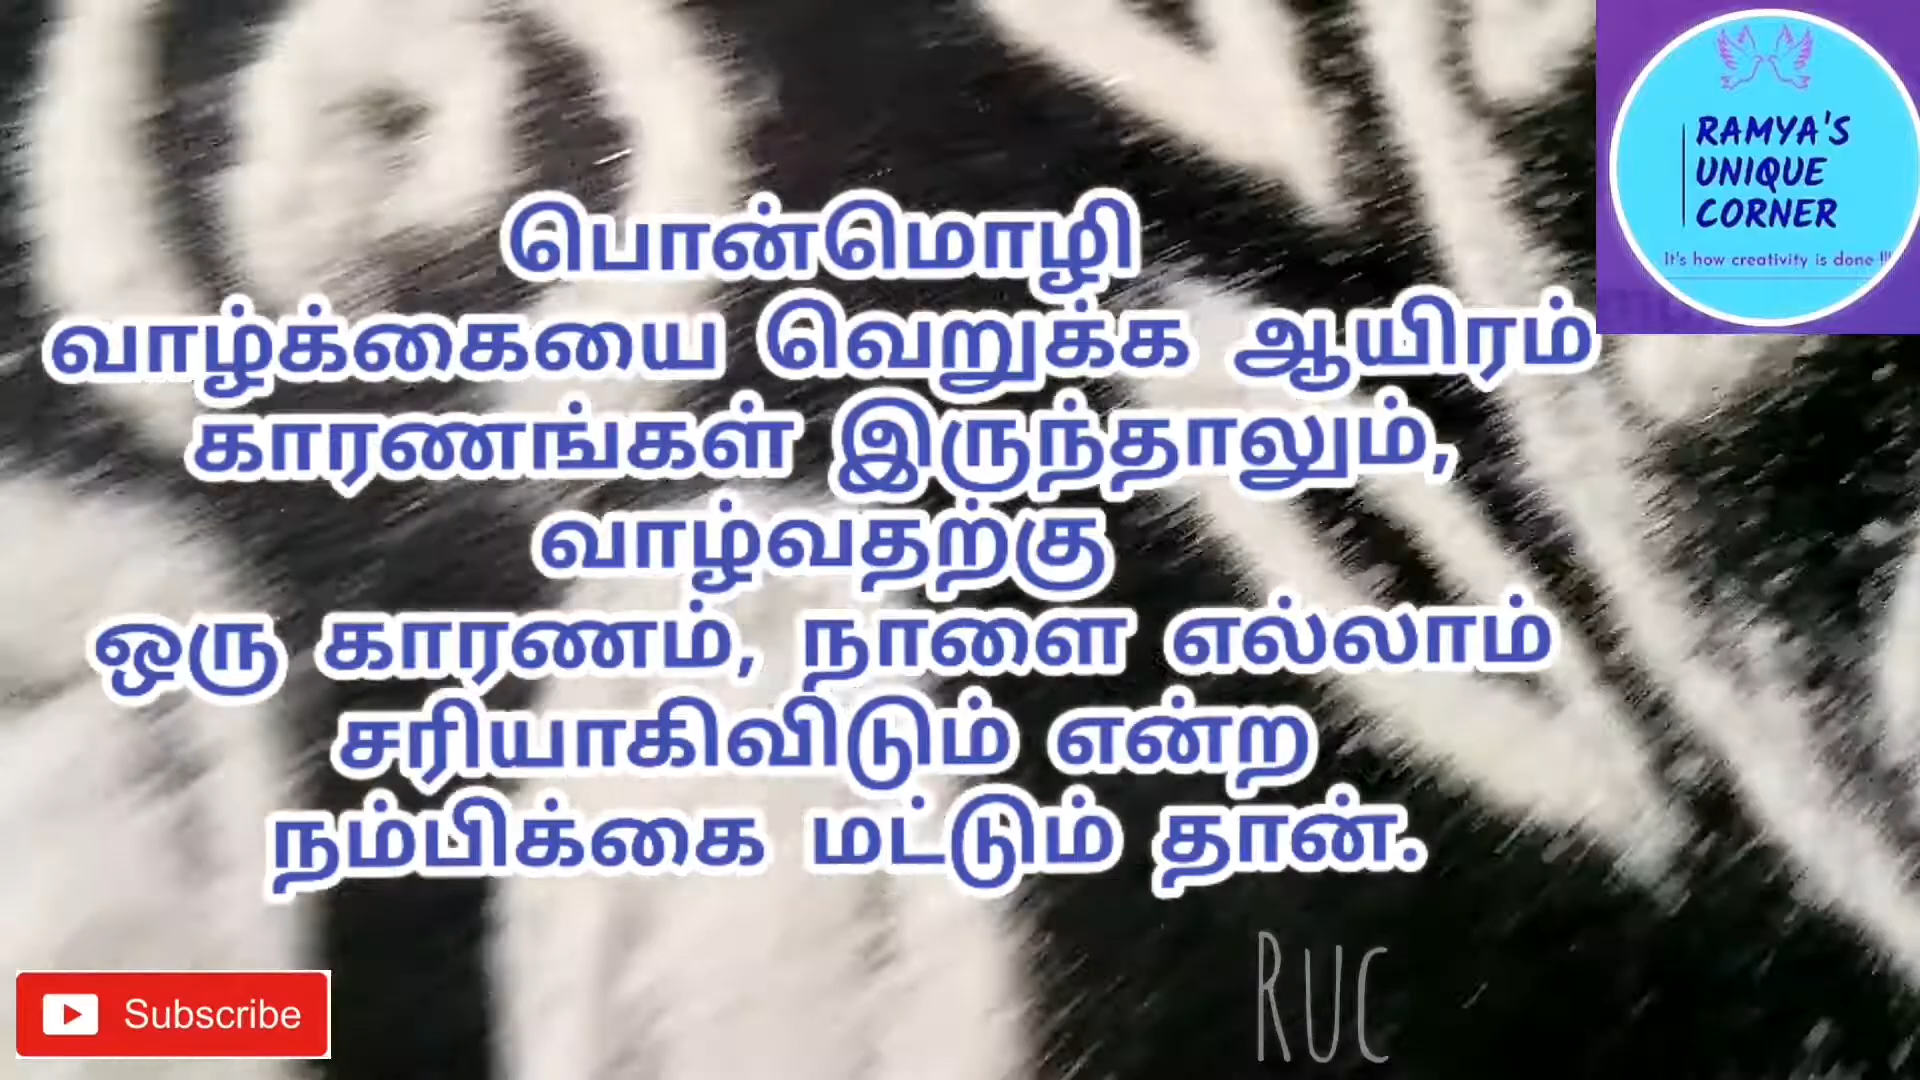 பொன்மொழி
வாழ்க்கையை வெறுக்க ஆயிரம்
காரணங்கள் இருந்தாலும்,
வாழ்வதற்கு
ஒரு காரணம், நாளை எல்லாம்
சரியாகிவிடும் என்ற
நம்பிக்கை மட்டும் தான்.
RAMYA'S
UNIQUE
CORNER
It's how creativity is done !!!
Subscribe
RUC